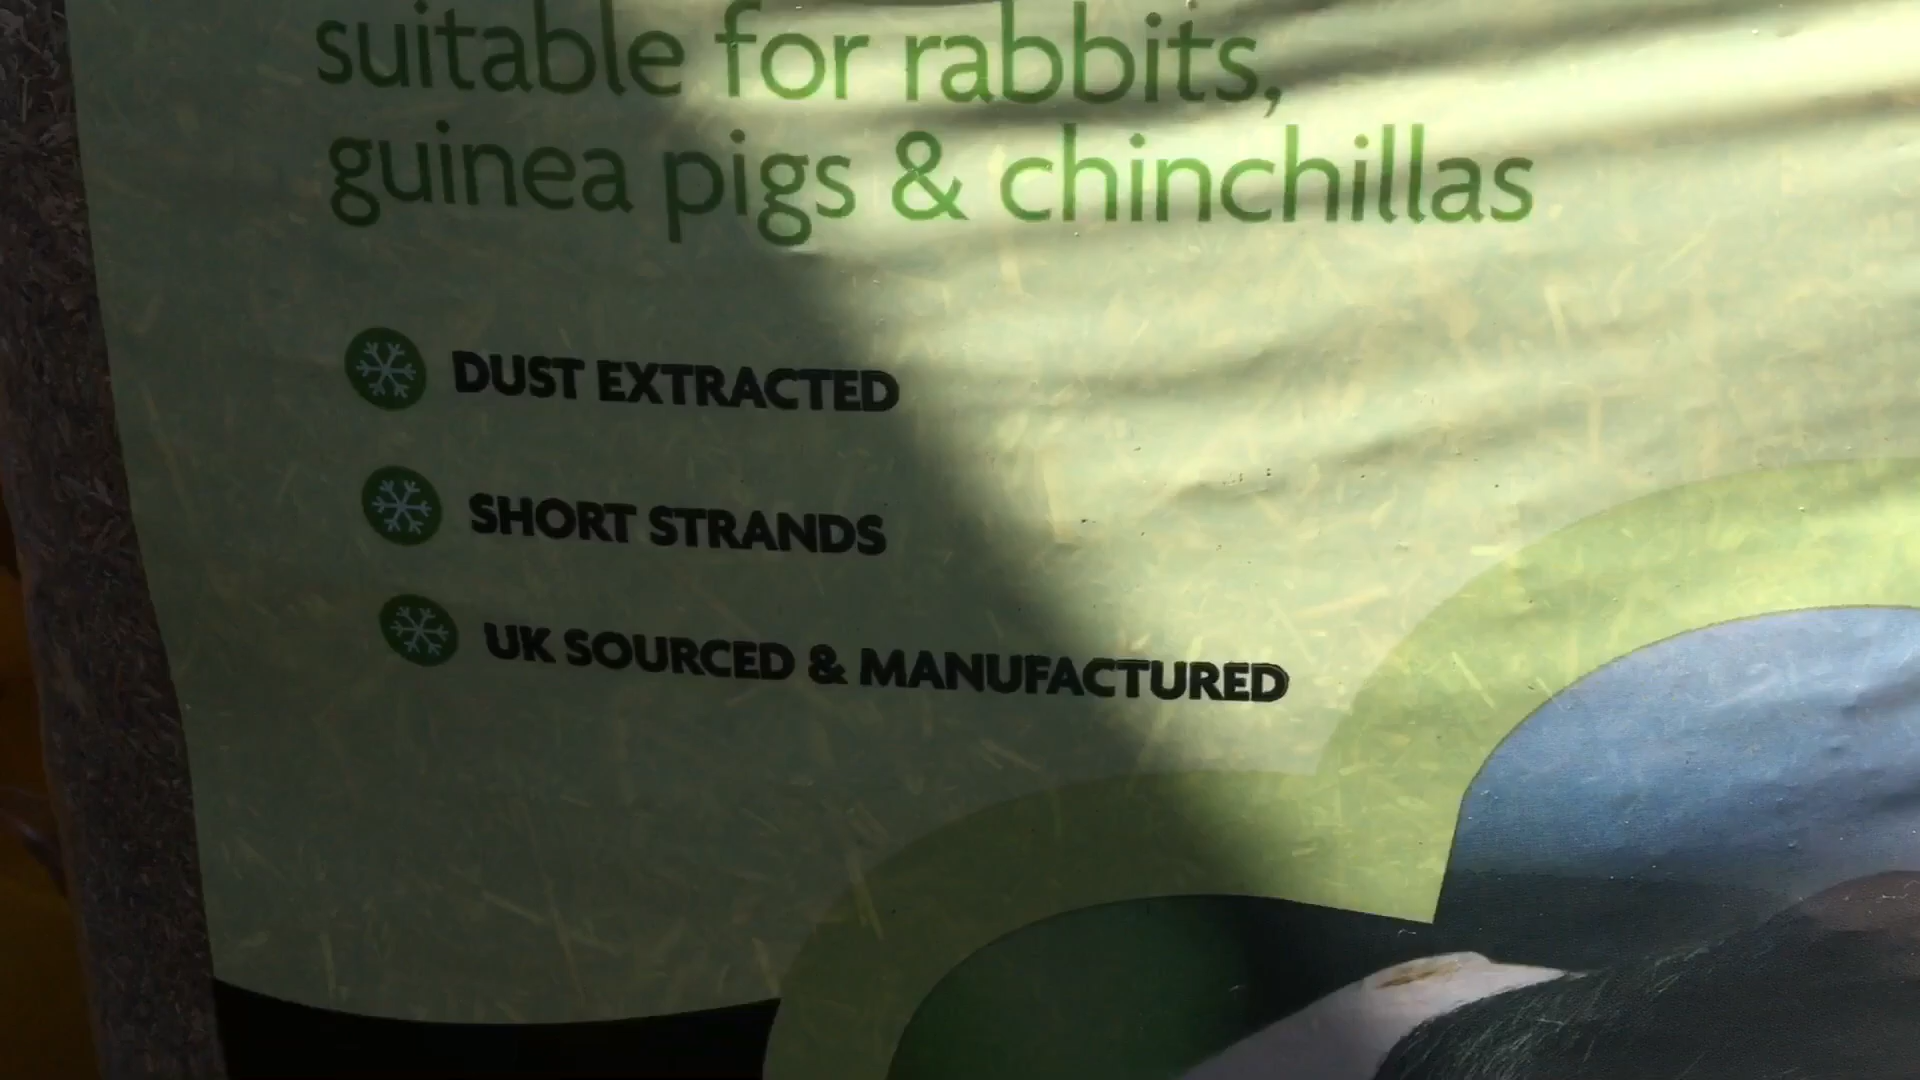 suitable for rabbits,
guinea pigs & chinchillas
DUST EXTRACTED
SHORT STRANDS
UK SOURCED & MANUFACTURED